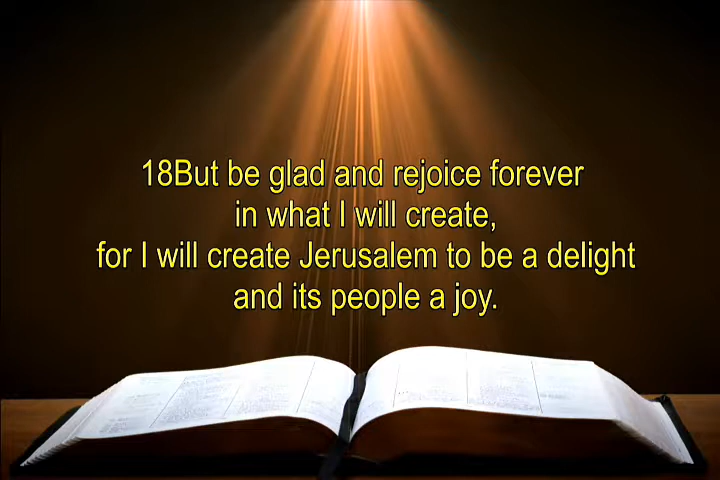 18But be glad and rejoice forever
in what I will create,
for I will create Jerusalem to be a delight
and its people a joy.